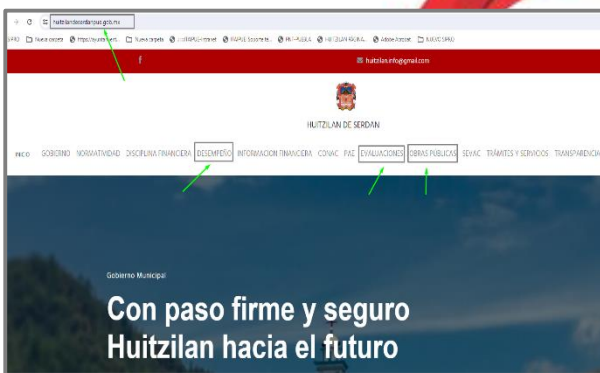 huitzilandeserdanpue.gob.mx
Nueva carpeta
Nueva carpeta
Adobe Acrobat
NUEVO SIPRO
f
huitzilan.info@gmail.com
HUITZILAN DE SERDAN
INICIO GOBIERNO NORMATIVIDAD DISCIPLINA FINANCIERA DESEMPEÑO INFORMACION FINANCIERA CONAC PAE EVALUACIONES OBRAS PÚBLICAS SEVAC TRÁMITES Y SERVICIOS TRANSPARENCIA
Gobierno Municipal
Con paso firme y seguro
Huitzilan hacia el futuro